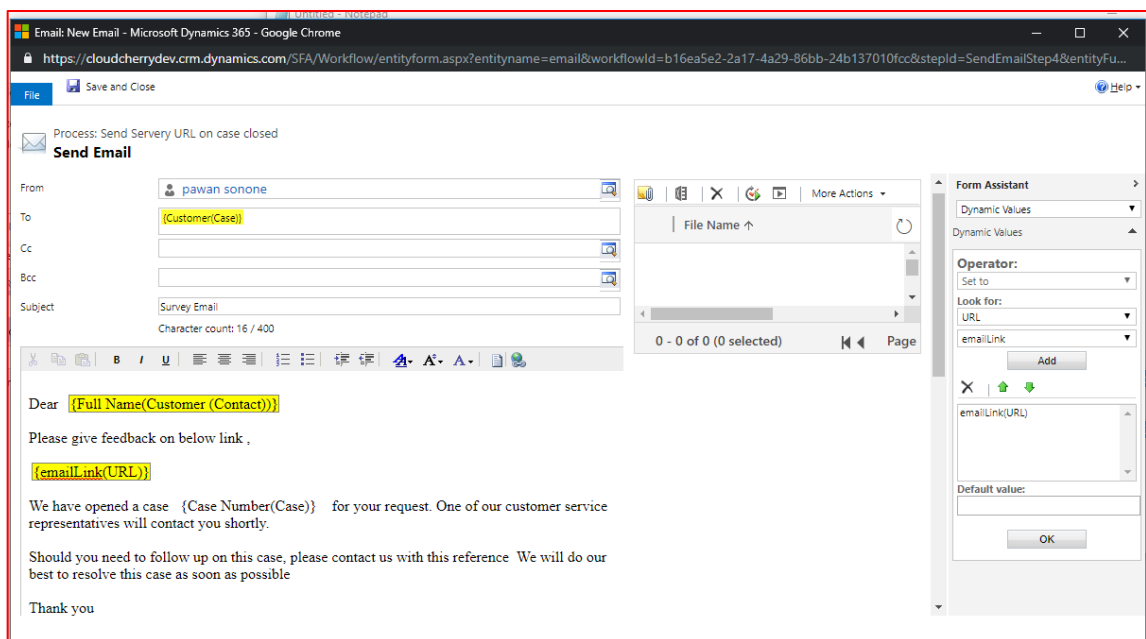 Untitled - Notepad
Email: New Email - Microsoft Dynamics 365 - Google Chrome
https://cloudcherrydev.crm.dynamics.com/SFA/Workflow/entityform.aspx?entityname=email&workflowId=b16ea5e2-2a17-4a29-86bb-24b137010fcc&stepId=SendEmailStep4&entityFu...
File
Save and Close
Help
Process: Send Servery URL on case closed
Send Email
From
pawan sonone
To
{Customer(Case)}
Cc
Bcc
Subject
Survey Email
Character count: 16 / 400
More Actions
File Name ↑
0 - 0 of 0 (0 selected)
Page
B I U
A A A
Dear {Full Name(Customer (Contact))}
Please give feedback on below link ,
{emailLink(URL)}
We have opened a case {Case Number(Case)} for your request. One of our customer service
representatives will contact you shortly.
Should you need to follow up on this case, please contact us with this reference We will do our
best to resolve this case as soon as possible
Thank you
Form Assistant
Dynamic Values
Dynamic Values
Operator:
Set to
Look for:
URL
emailLink
Add
emailLink(URL)
Default value:
OK